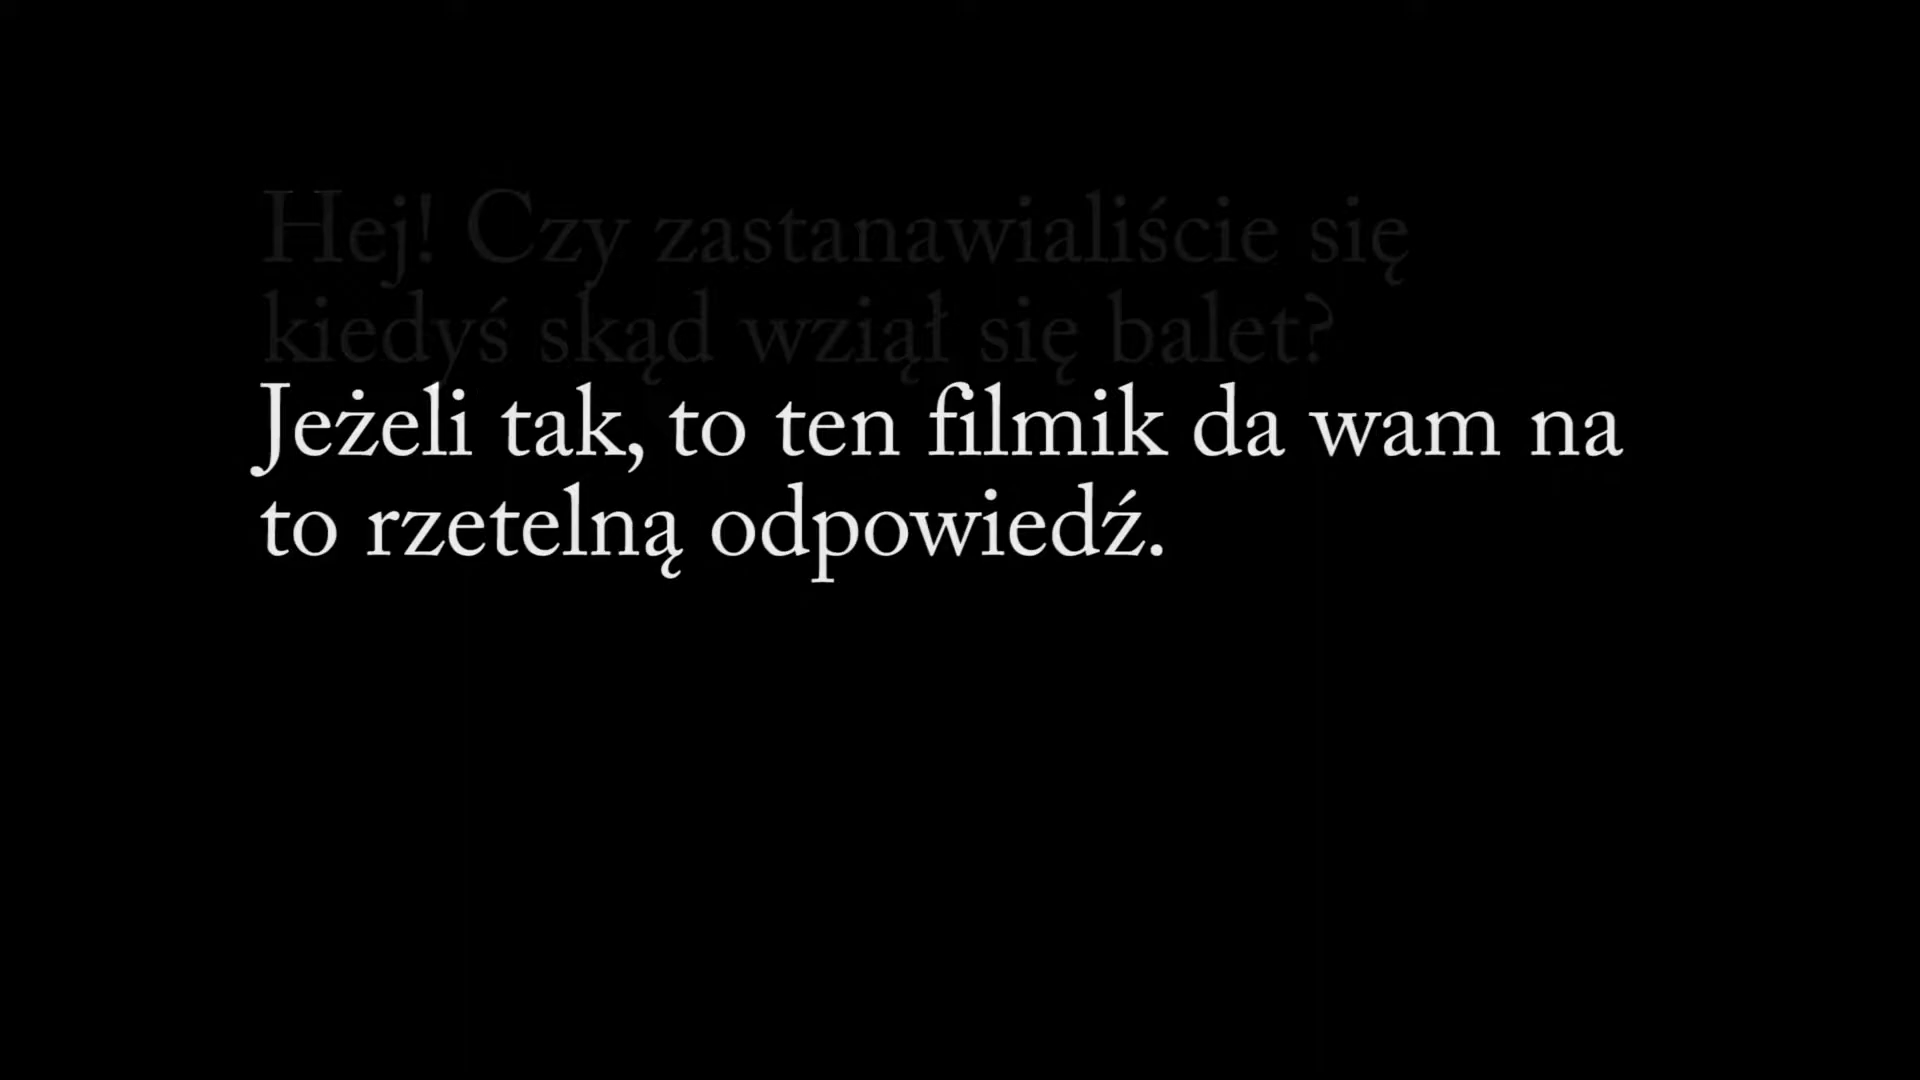 Hej! Czy zastanawialiście się
kiedyś skąd wziął się balet?
Jeżeli tak, to ten filmik da wam na
to rzetelną odpowiedź.